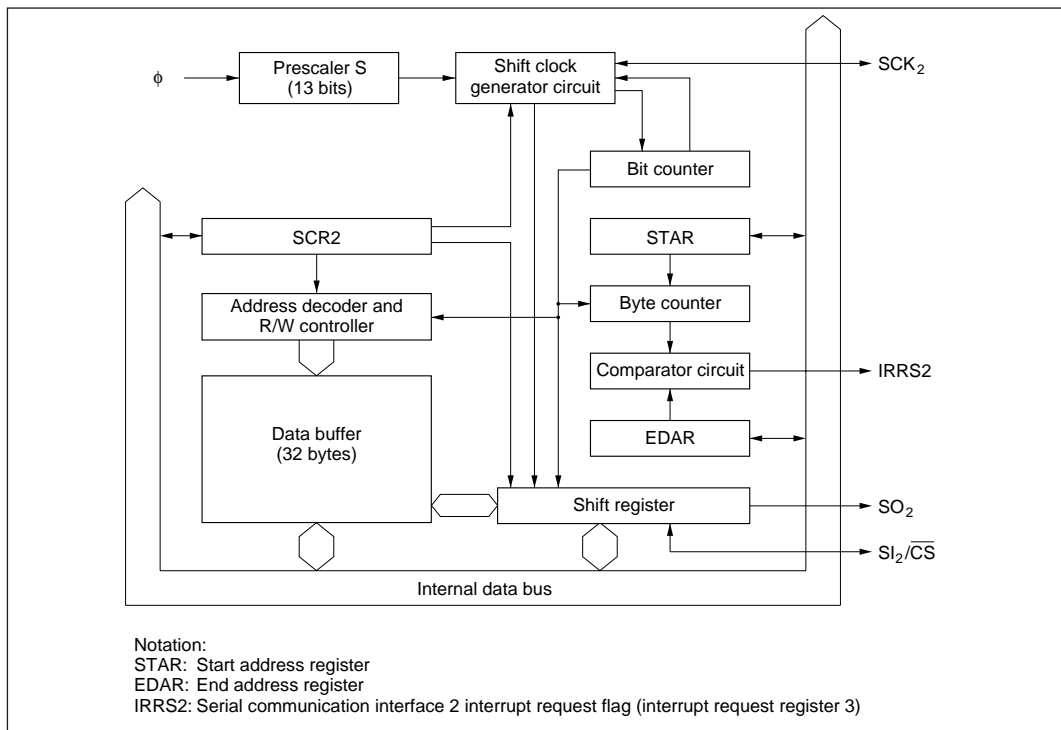 ϕ
Prescaler S
(13 bits)
Shift clock
generator circuit
SCK₂
Bit counter
SCR2
STAR
Address decoder and
R/W controller
Byte counter
Comparator circuit
IRRS2
Data buffer
(32 bytes)
EDAR
Shift register
SO₂
SI₂/C̅S̅
Internal data bus
Notation:
STAR: Start address register
EDAR: End address register
IRRS2: Serial communication interface 2 interrupt request flag (interrupt request register 3)